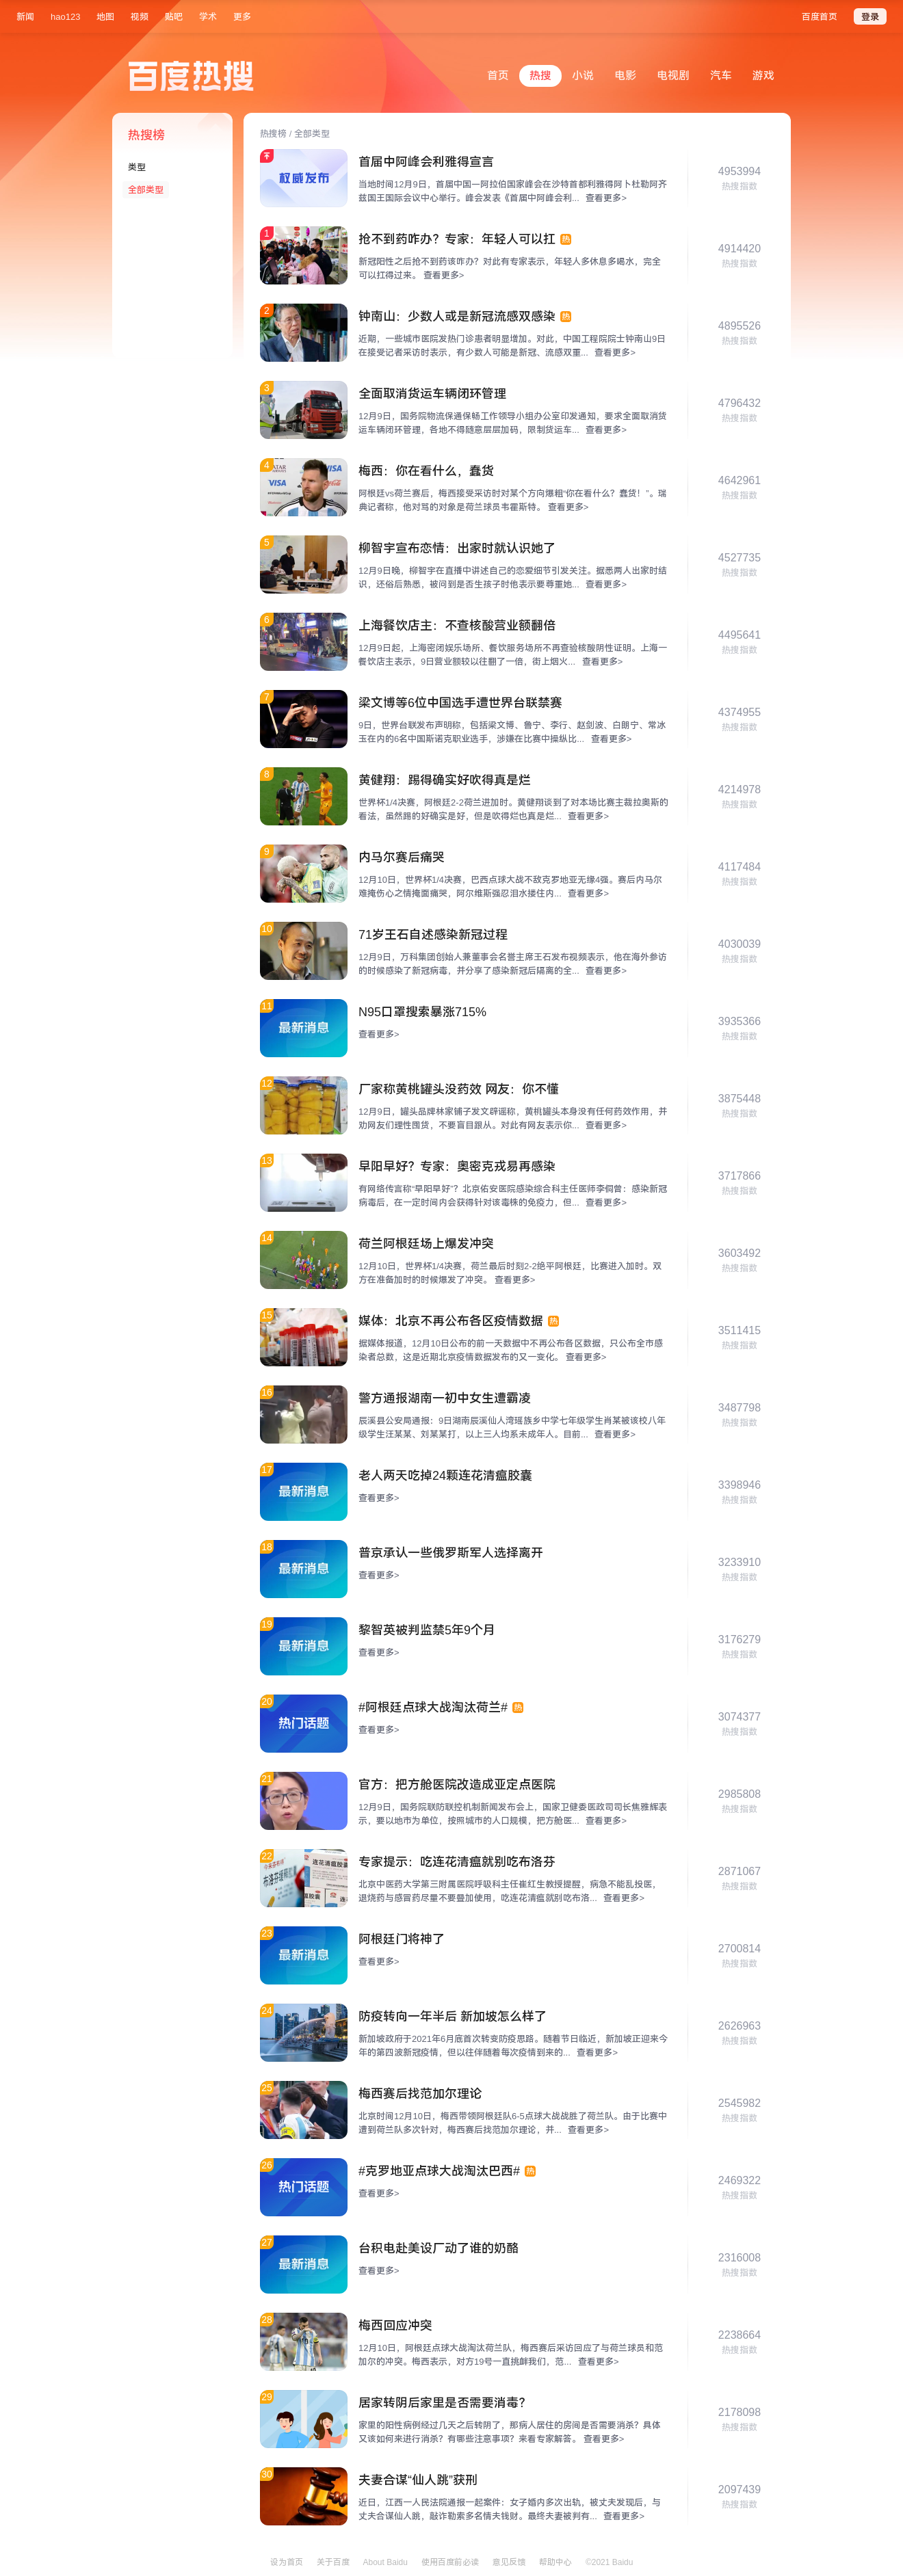 新闻 hao123 地图 视频 贴吧 学术 更多 百度首页 登录
百度热搜
首页 热搜 小说 电影 电视剧 汽车 游戏
热搜榜
类型
全部类型
热搜榜 / 全部类型
权威发布
首届中阿峰会利雅得宣言
当地时间12月9日，首届中国—阿拉伯国家峰会在沙特首都利雅得阿卜杜勒阿齐
兹国王国际会议中心举行。峰会发表《首届中阿峰会利... 查看更多>
4953994
热搜指数
1
抢不到药咋办？专家：年轻人可以扛 热
新冠阳性之后抢不到药该咋办？对此有专家表示，年轻人多休息多喝水，完全
可以扛得过来。 查看更多>
4914420
热搜指数
2
钟南山：少数人或是新冠流感双感染 热
近期，一些城市医院发热门诊患者明显增加。对此，中国工程院院士钟南山9日
在接受记者采访时表示，有少数人可能是新冠、流感双重... 查看更多>
4895526
热搜指数
3
全面取消货运车辆闭环管理
12月9日，国务院物流保通保畅工作领导小组办公室印发通知，要求全面取消货
运车辆闭环管理，各地不得随意层层加码，限制货运车... 查看更多>
4796432
热搜指数
4
梅西：你在看什么，蠢货
阿根廷vs荷兰赛后，梅西接受采访时对某个方向爆粗“你在看什么？蠢货！”。瑞
典记者称，他对骂的对象是荷兰球员韦霍斯特。 查看更多>
4642961
热搜指数
5
柳智宇宣布恋情：出家时就认识她了
12月9日晚，柳智宇在直播中讲述自己的恋爱细节引发关注。据悉两人出家时结
识，还俗后熟悉，被问到是否生孩子时他表示要尊重她... 查看更多>
4527735
热搜指数
6
上海餐饮店主：不查核酸营业额翻倍
12月9日起，上海密闭娱乐场所、餐饮服务场所不再查验核酸阴性证明。上海一
餐饮店主表示，9日营业额较以往翻了一倍，街上烟火... 查看更多>
4495641
热搜指数
7
梁文博等6位中国选手遭世界台联禁赛
9日，世界台联发布声明称，包括梁文博、鲁宁、李行、赵剑波、白朗宁、常冰
玉在内的6名中国斯诺克职业选手，涉嫌在比赛中操纵比... 查看更多>
4374955
热搜指数
8
黄健翔：踢得确实好吹得真是烂
世界杯1/4决赛，阿根廷2-2荷兰进加时。黄健翔谈到了对本场比赛主裁拉奥斯的
看法，虽然踢的好确实是好，但是吹得烂也真是烂... 查看更多>
4214978
热搜指数
9
内马尔赛后痛哭
12月10日，世界杯1/4决赛，巴西点球大战不敌克罗地亚无缘4强。赛后内马尔
难掩伤心之情掩面痛哭，阿尔维斯强忍泪水搂住内... 查看更多>
4117484
热搜指数
10
71岁王石自述感染新冠过程
12月9日，万科集团创始人兼董事会名誉主席王石发布视频表示，他在海外参访
的时候感染了新冠病毒，并分享了感染新冠后隔离的全... 查看更多>
4030039
热搜指数
11
最新消息
N95口罩搜索暴涨715%
查看更多>
3935366
热搜指数
12
厂家称黄桃罐头没药效 网友：你不懂
12月9日，罐头品牌林家铺子发文辟谣称，黄桃罐头本身没有任何药效作用，并
劝网友们理性囤货，不要盲目跟从。对此有网友表示你... 查看更多>
3875448
热搜指数
13
早阳早好？专家：奥密克戎易再感染
有网络传言称“早阳早好”？北京佑安医院感染综合科主任医师李侗曾：感染新冠
病毒后，在一定时间内会获得针对该毒株的免疫力，但... 查看更多>
3717866
热搜指数
14
荷兰阿根廷场上爆发冲突
12月10日，世界杯1/4决赛，荷兰最后时刻2-2绝平阿根廷，比赛进入加时。双
方在准备加时的时候爆发了冲突。 查看更多>
3603492
热搜指数
15
媒体：北京不再公布各区疫情数据 热
据媒体报道，12月10日公布的前一天数据中不再公布各区数据，只公布全市感
染者总数，这是近期北京疫情数据发布的又一变化。 查看更多>
3511415
热搜指数
16
警方通报湖南一初中女生遭霸凌
辰溪县公安局通报：9日湖南辰溪仙人湾瑶族乡中学七年级学生肖某被该校八年
级学生汪某某、刘某某打，以上三人均系未成年人。目前... 查看更多>
3487798
热搜指数
17
最新消息
老人两天吃掉24颗连花清瘟胶囊
查看更多>
3398946
热搜指数
18
最新消息
普京承认一些俄罗斯军人选择离开
查看更多>
3233910
热搜指数
19
最新消息
黎智英被判监禁5年9个月
查看更多>
3176279
热搜指数
20
热门话题
#阿根廷点球大战淘汰荷兰# 热
查看更多>
3074377
热搜指数
21
官方：把方舱医院改造成亚定点医院
12月9日，国务院联防联控机制新闻发布会上，国家卫健委医政司司长焦雅辉表
示，要以地市为单位，按照城市的人口规模，把方舱医... 查看更多>
2985808
热搜指数
22
专家提示：吃连花清瘟就别吃布洛芬
北京中医药大学第三附属医院呼吸科主任崔红生教授提醒，病急不能乱投医，
退烧药与感冒药尽量不要叠加使用，吃连花清瘟就别吃布洛... 查看更多>
2871067
热搜指数
23
最新消息
阿根廷门将神了
查看更多>
2700814
热搜指数
24
防疫转向一年半后 新加坡怎么样了
新加坡政府于2021年6月底首次转变防疫思路。随着节日临近，新加坡正迎来今
年的第四波新冠疫情，但以往伴随着每次疫情到来的... 查看更多>
2626963
热搜指数
25
梅西赛后找范加尔理论
北京时间12月10日，梅西带领阿根廷队6-5点球大战战胜了荷兰队。由于比赛中
遭到荷兰队多次针对，梅西赛后找范加尔理论，并... 查看更多>
2545982
热搜指数
26
热门话题
#克罗地亚点球大战淘汰巴西# 热
查看更多>
2469322
热搜指数
27
最新消息
台积电赴美设厂动了谁的奶酪
查看更多>
2316008
热搜指数
28
梅西回应冲突
12月10日，阿根廷点球大战淘汰荷兰队，梅西赛后采访回应了与荷兰球员和范
加尔的冲突。梅西表示，对方19号一直挑衅我们，范... 查看更多>
2238664
热搜指数
29
居家转阴后家里是否需要消毒？
家里的阳性病例经过几天之后转阴了，那病人居住的房间是否需要消杀？具体
又该如何来进行消杀？有哪些注意事项？来看专家解答。 查看更多>
2178098
热搜指数
30
夫妻合谋“仙人跳”获刑
近日，江西一人民法院通报一起案件：女子婚内多次出轨，被丈夫发现后，与
丈夫合谋仙人跳，敲诈勒索多名情夫钱财。最终夫妻被判有... 查看更多>
2097439
热搜指数
设为首页 关于百度 About Baidu 使用百度前必读 意见反馈 帮助中心 ©2021 Baidu